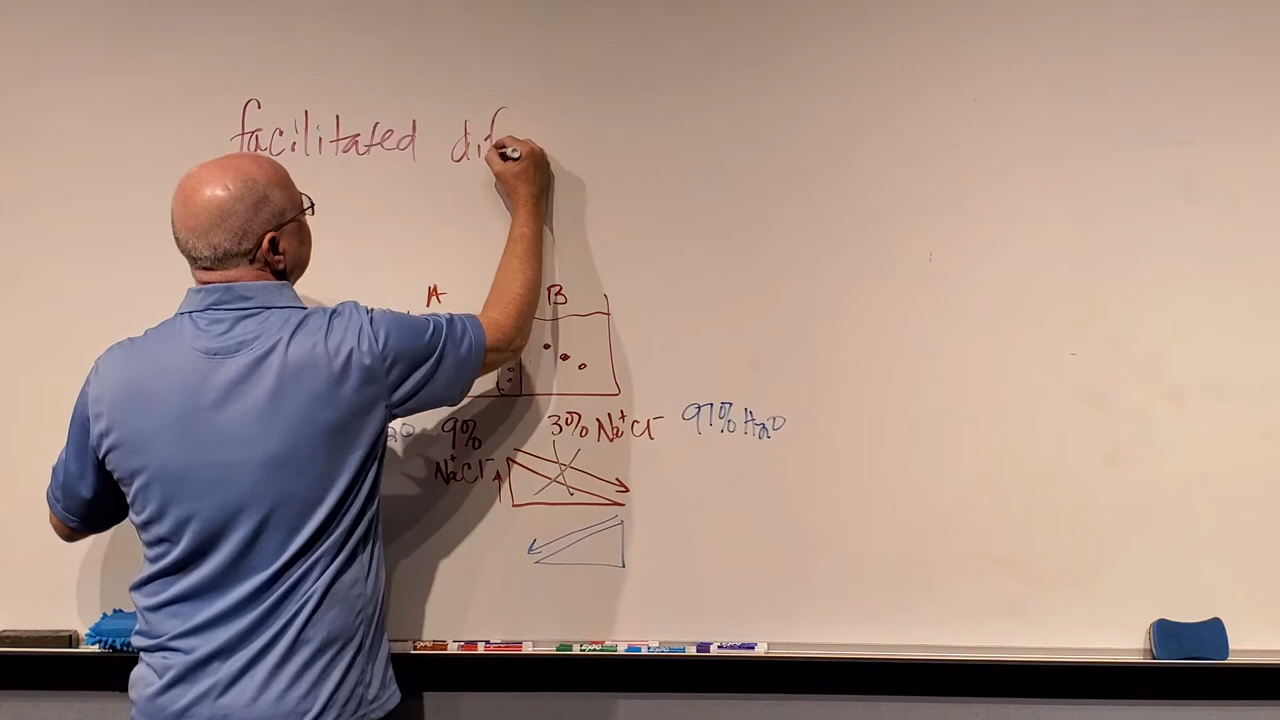 facilitated dif
A B
9% 3% Na+Cl- 97% H2O
Na+Cl-